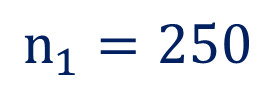 n₁ = 250